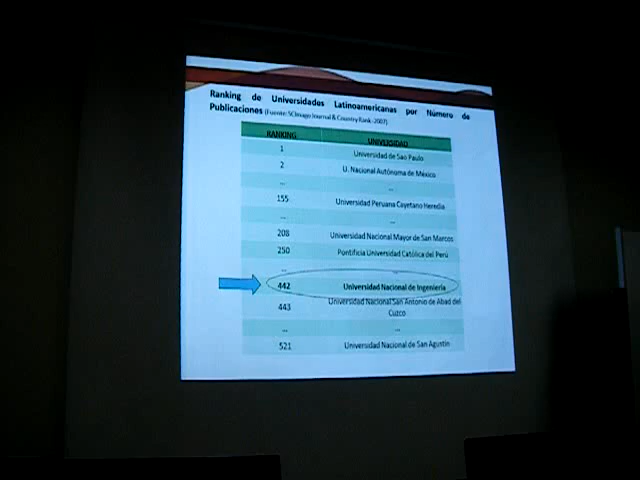 Ranking de Universidades Latinoamericanas por Número de
Publicaciones (Fuente: SCImago Journal & Country Rank -2007)
RANKING UNIVERSIDAD
1 Universidad de Sao Paulo
2 U. Nacional Autónoma de México
... ...
155 Universidad Peruana Cayetano Heredia
... ...
208 Universidad Nacional Mayor de San Marcos
250 Pontificia Universidad Católica del Perú
... ...
442 Universidad Nacional de Ingeniería
443 Universidad Nacional San Antonio de Abad del
Cuzco
... ...
521 Universidad Nacional de San Agustín